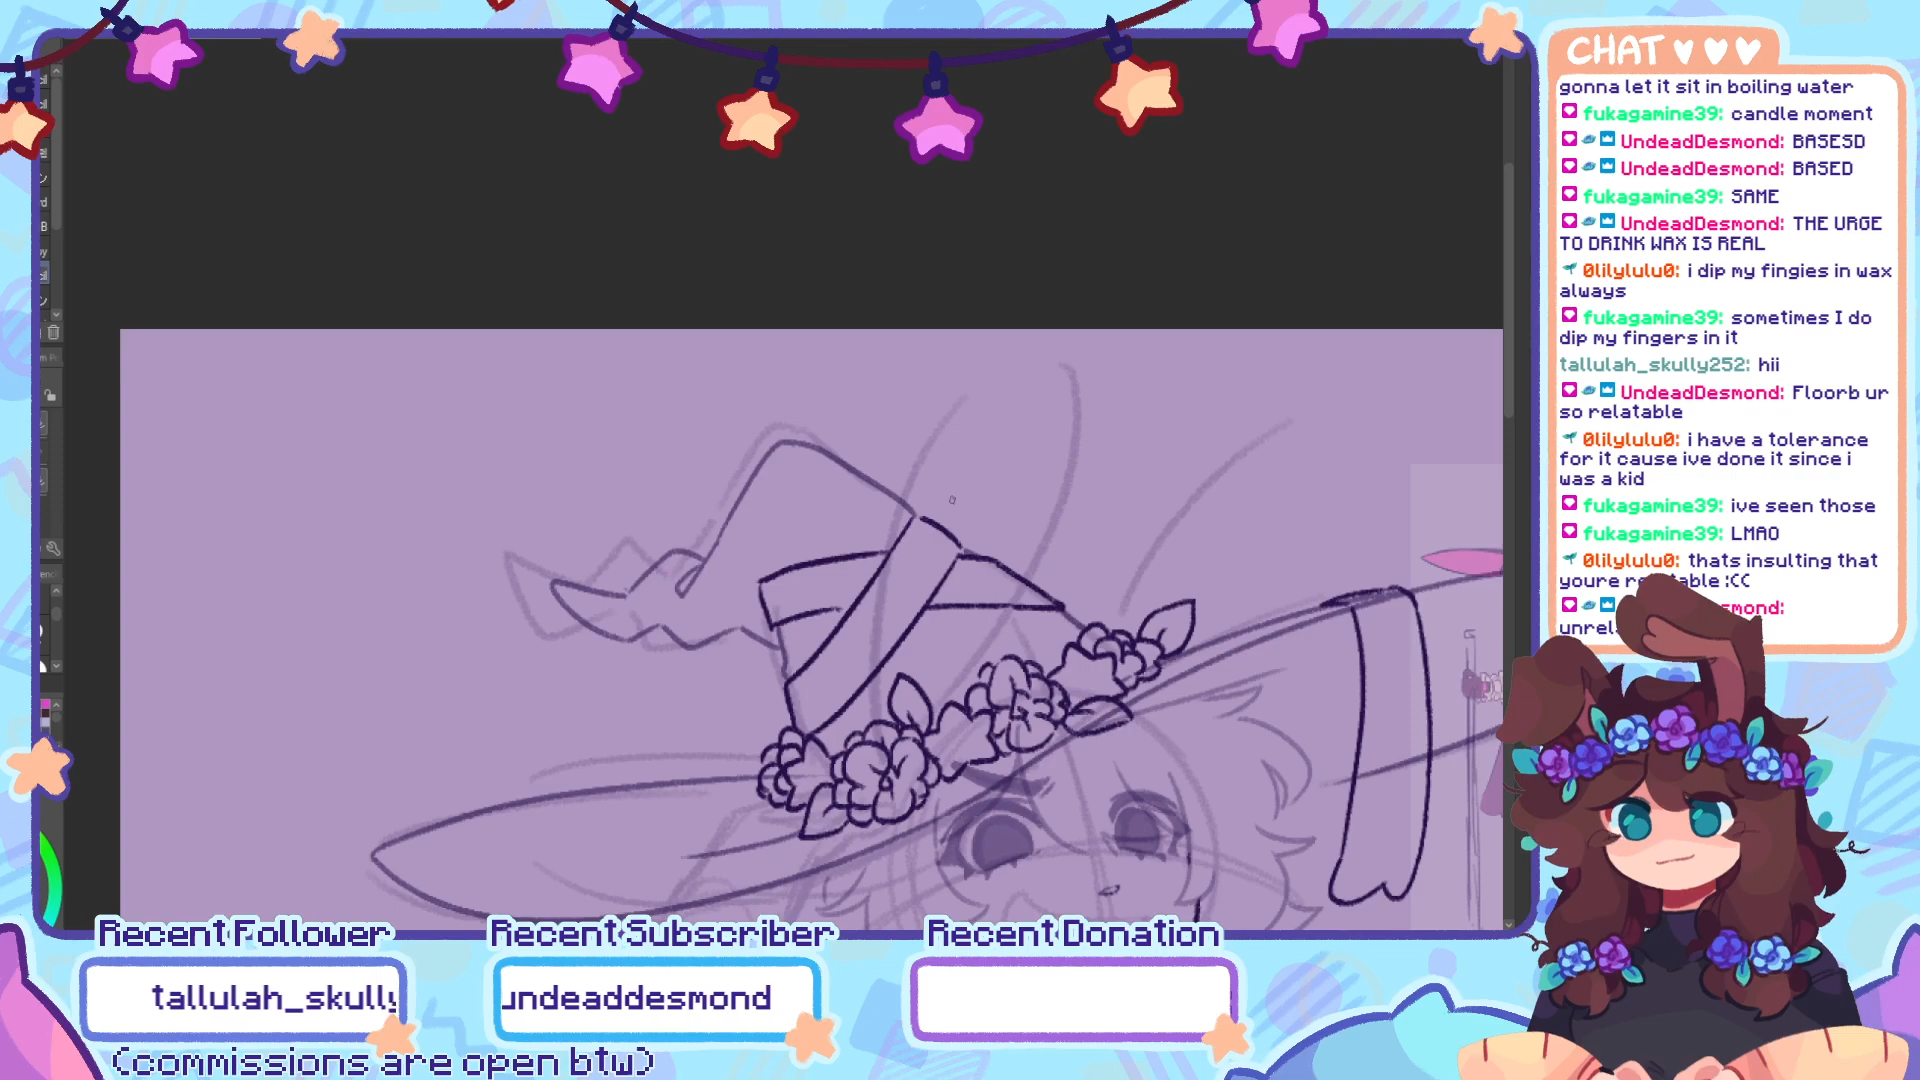 CHAT
gonna let it sit in boiling water
fukagamine39: candle moment
UndeadDesmond: BASESD
UndeadDesmond: BASED
fukagamine39: SAME
UndeadDesmond: THE URGE
TO DRINK WAX IS REAL
0lilylulu0: i dip my fingies in wax
always
fukagamine39: sometimes I do
dip my fingers in it
tallulah_skully252: hii
UndeadDesmond: Floorb ur
so relatable
0lilylulu0: i have a tolerance
for it cause ive done it since i
was a kid
fukagamine39: ive seen those
fukagamine39: LMAO
0lilylulu0: thats insulting that
youre :CC
Recent Follower
Recent Subscriber
Recent Donation
tallulah_skully
undeaddesmond
(commissions are open btw)